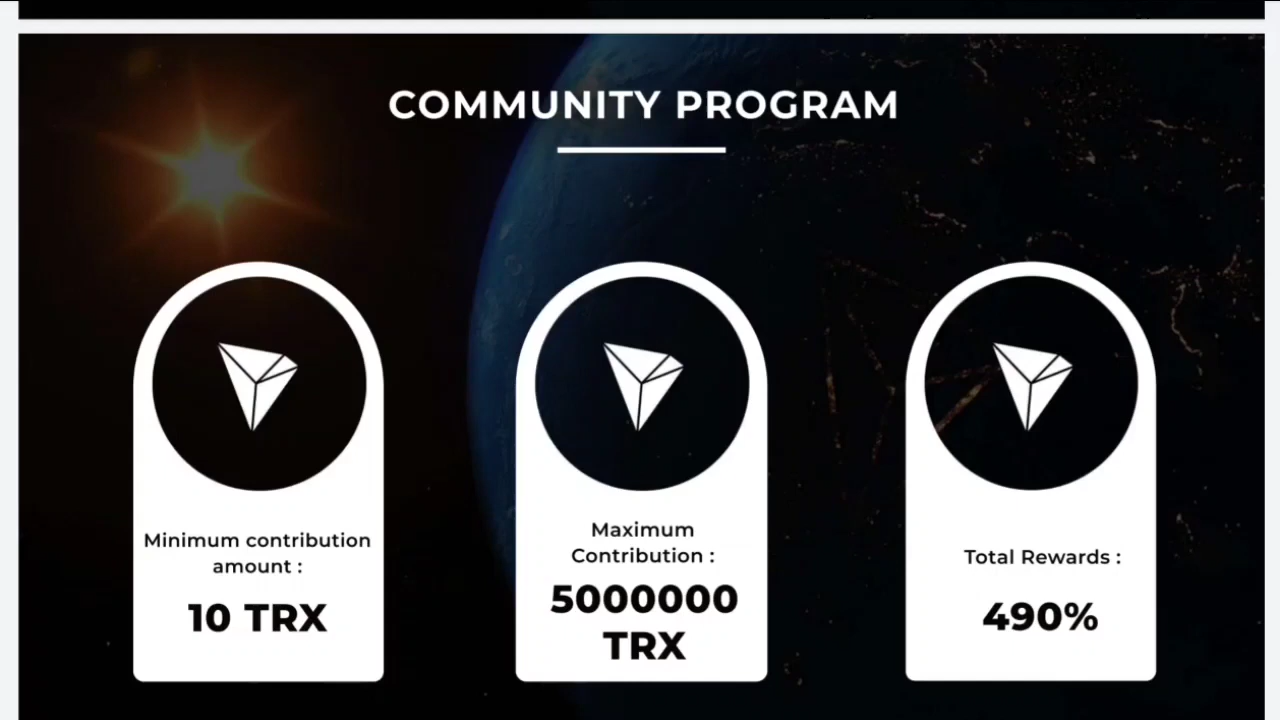 COMMUNITY PROGRAM
Minimum contribution
amount :
10 TRX
Maximum
Contribution :
5000000
TRX
Total Rewards :
490%